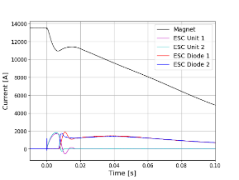 14000
12000
10000
8000
6000
4000
2000
0
Current [A]
Magnet
ESC Unit 1
ESC Unit 2
ESC Diode 1
ESC Diode 2
0.00
0.02
0.04
0.06
0.08
0.10
Time [s]